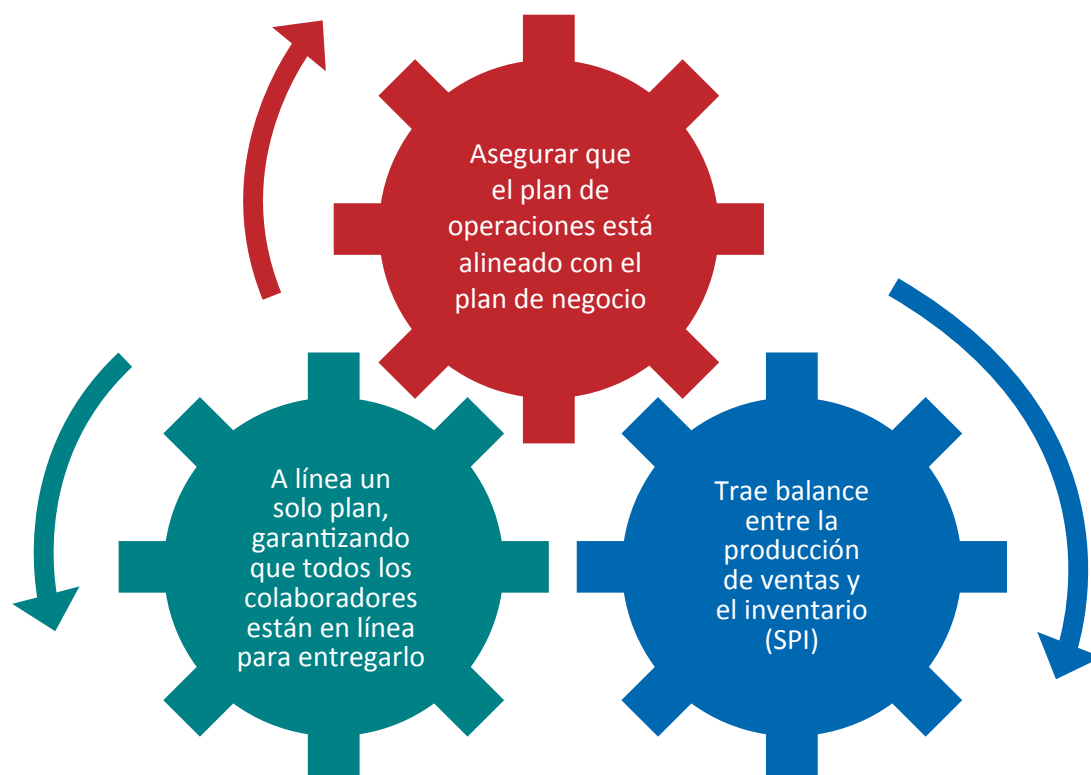 Asegurar que
el plan de
operaciones está
alineado con el
plan de negocio
A línea un
solo plan,
garantizando
que todos los
colaboradores
están en línea
para entregarlo
Trae balance
entre la
producción
de ventas y
el inventario
(SPI)